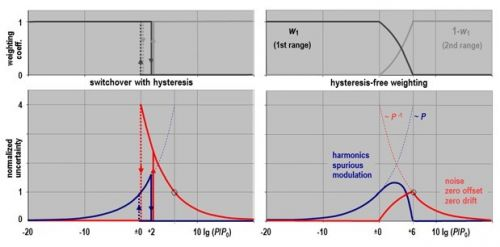 weighting
coeff.
1
0
w₁
(1st range)
1-w₁
(2nd range)
switchover with hysteresis
hysteresis-free weighting
normalized
uncertainty
4
1
0
~ P⁻¹
~ P
harmonics
spurious
modulation
noise
zero offset
zero drift
-20
-10
±0
+2
10 lg (P/P₀)
-20
-10
±0
+6
10 lg (P/P₀)